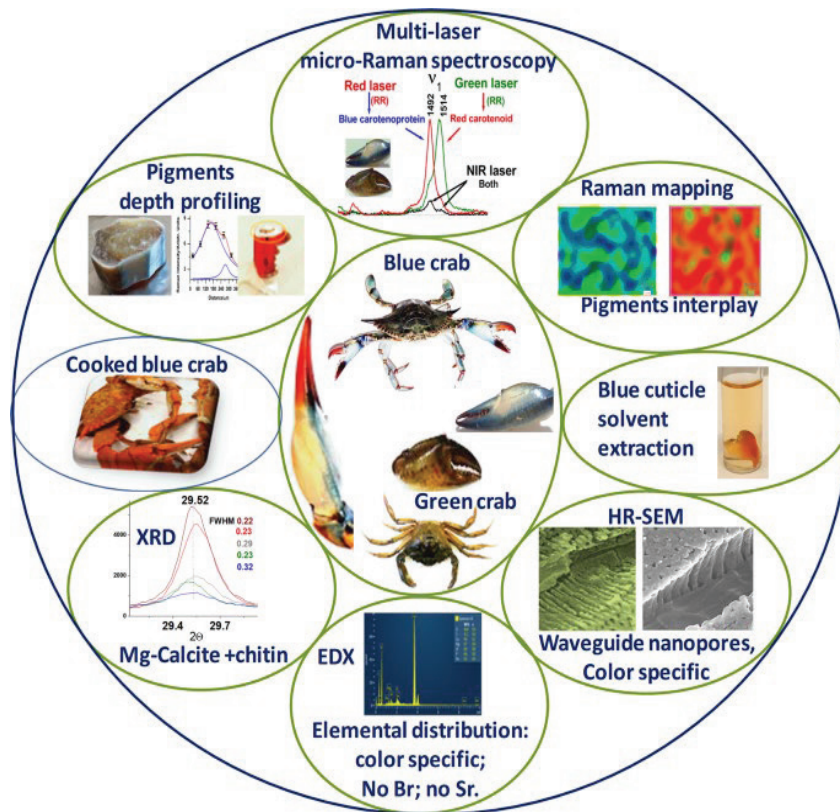 Multi-laser
micro-Raman spectroscopy
ν1
Red laser
(RR)
Blue carotenoprotein
1492
1514
Green laser
(RR)
Red carotenoid
NIR laser
Both
Pigments
depth profiling
Raman mapping
Pigments interplay
Blue crab
Green crab
Cooked blue crab
Blue cuticle
solvent
extraction
29.52
XRD
FWHM 0.22
0.23
0.29
0.23
0.32
4000
2000
0
29.4
29.7
2Θ
Mg-Calcite +chitin
HR-SEM
Waveguide nanopores,
Color specific
EDX
Elemental distribution:
color specific;
No Br; no Sr.